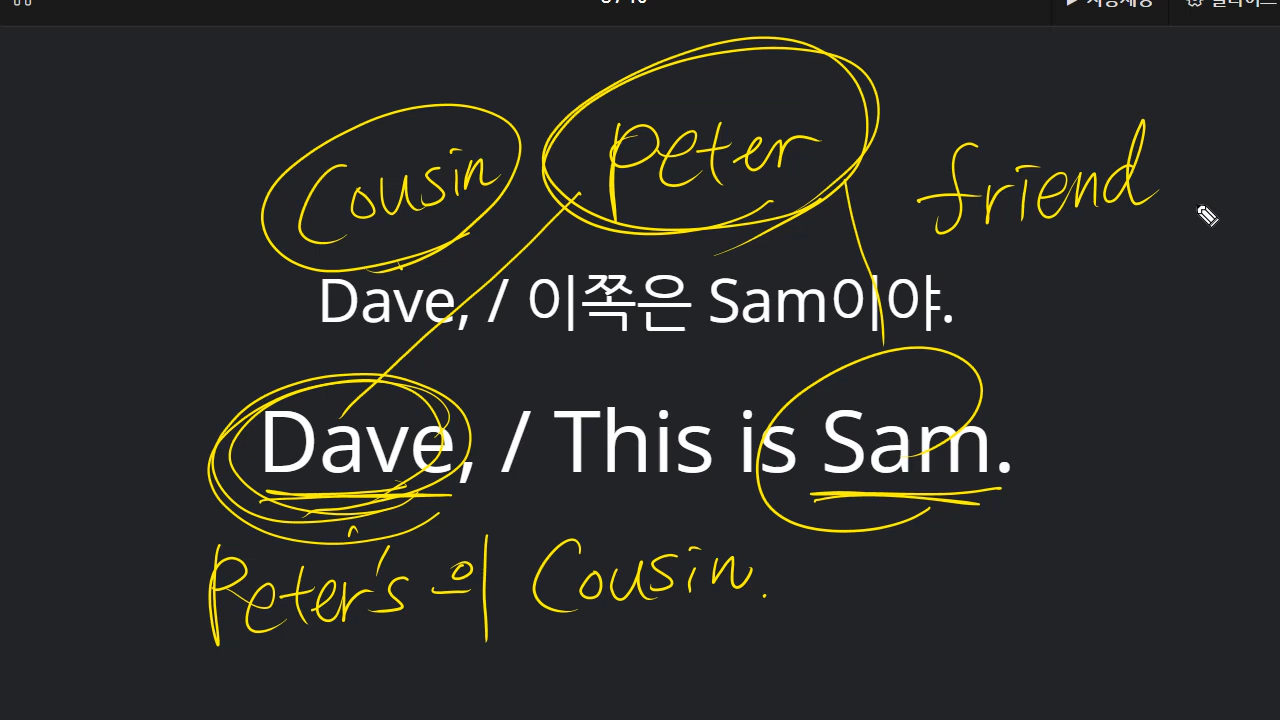 Cousin peter friend
Dave, / 이쪽은 Sam이야.
Dave, / This is Sam.
Peter's 의 Cousin.